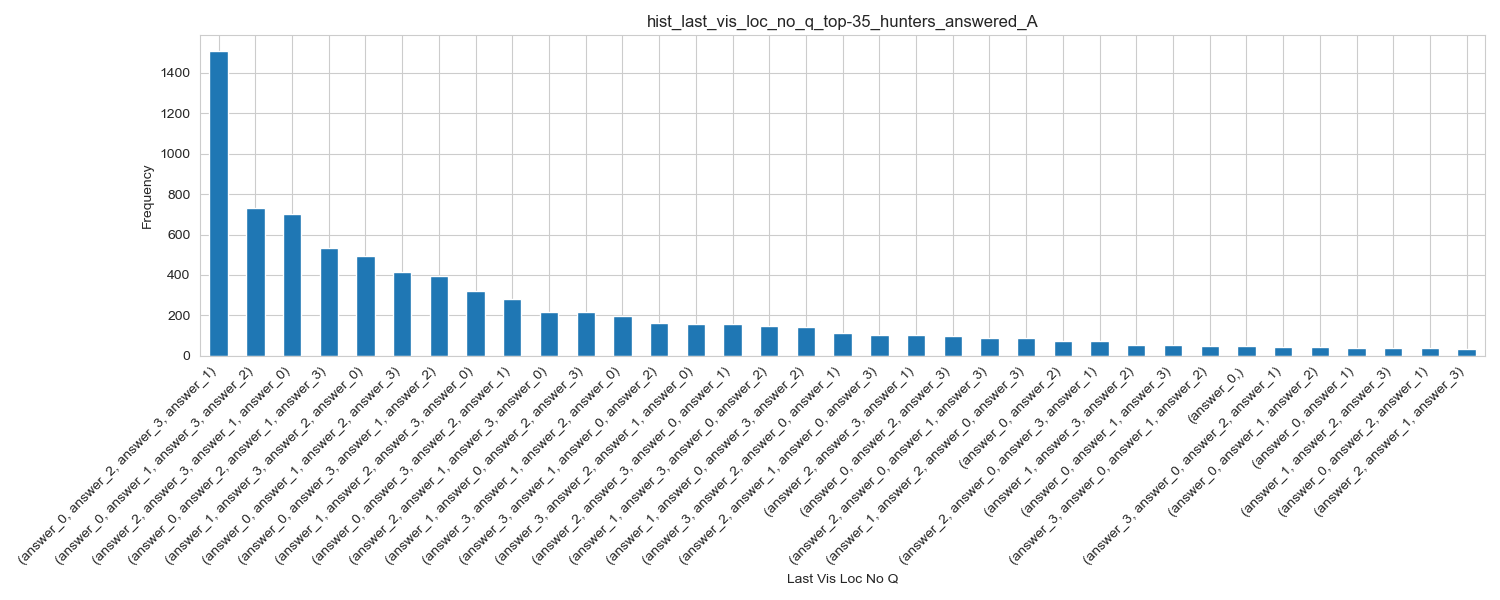 hist_last_vis_loc_no_q_top-35_hunters_answered_A
Frequency
1400
1200
1000
800
600
400
200
0
(answer_0, answer_2, answer_3, answer_1)
(answer_0, answer_1, answer_3, answer_2)
(answer_2, answer_3, answer_1, answer_0)
(answer_0, answer_2, answer_1, answer_3)
(answer_1, answer_3, answer_2, answer_0)
(answer_0, answer_1, answer_2, answer_3)
(answer_0, answer_3, answer_1, answer_2)
(answer_1, answer_2, answer_3, answer_0)
(answer_0, answer_3, answer_2, answer_1)
(answer_2, answer_1, answer_3, answer_0)
(answer_1, answer_0, answer_2, answer_3)
(answer_3, answer_1, answer_2, answer_0)
(answer_3, answer_1, answer_0, answer_2)
(answer_3, answer_2, answer_1, answer_0)
(answer_2, answer_3, answer_0, answer_1)
(answer_1, answer_3, answer_0, answer_2)
(answer_1, answer_0, answer_3, answer_2)
(answer_3, answer_2, answer_0, answer_1)
(answer_2, answer_1, answer_0, answer_3)
(answer_2, answer_3, answer_1)
(answer_0, answer_2, answer_3)
(answer_2, answer_0, answer_1, answer_3)
(answer_1, answer_2, answer_0, answer_3)
(answer_0, answer_2)
(answer_2, answer_0, answer_3, answer_1)
(answer_1, answer_3, answer_2)
(answer_0, answer_1, answer_3)
(answer_3, answer_0, answer_1, answer_2)
(answer_0,)
(answer_3, answer_0, answer_2, answer_1)
(answer_0, answer_1, answer_2)
(answer_0, answer_1)
(answer_1, answer_2, answer_3)
(answer_0, answer_2, answer_1)
(answer_2, answer_1, answer_3)
Last Vis Loc No Q